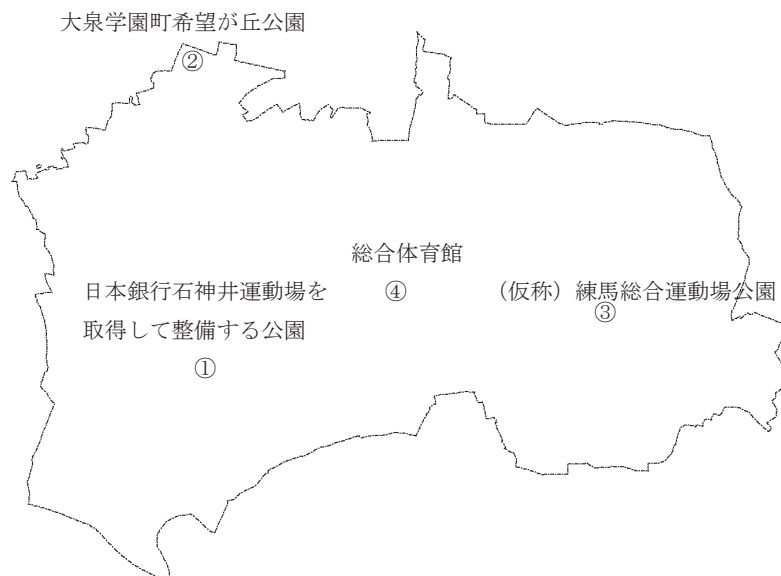 大泉学園町希望が丘公園
②
総合体育館
④
日本銀行石神井運動場を
取得して整備する公園
①
（仮称）練馬総合運動場公園
③